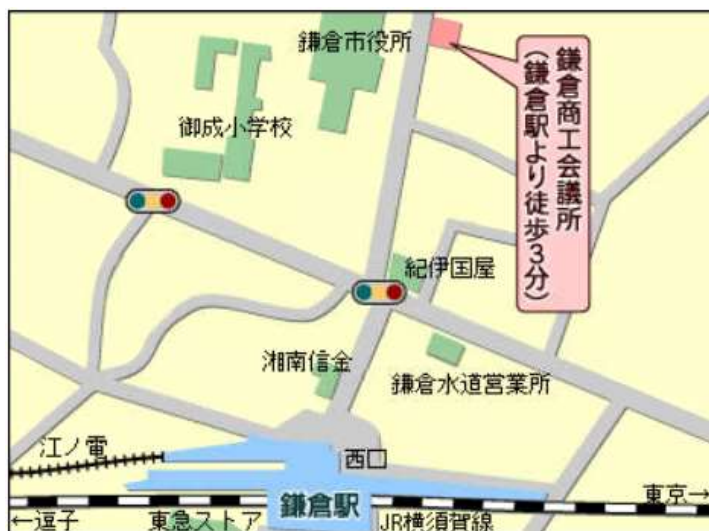 鎌倉市役所
鎌倉商工会議所
(鎌倉駅より徒歩3分)
御成小学校
紀伊国屋
湘南信金
鎌倉水道営業所
江ノ電
西口
東京→
鎌倉駅
←逗子
東急ストア
JR横須賀線